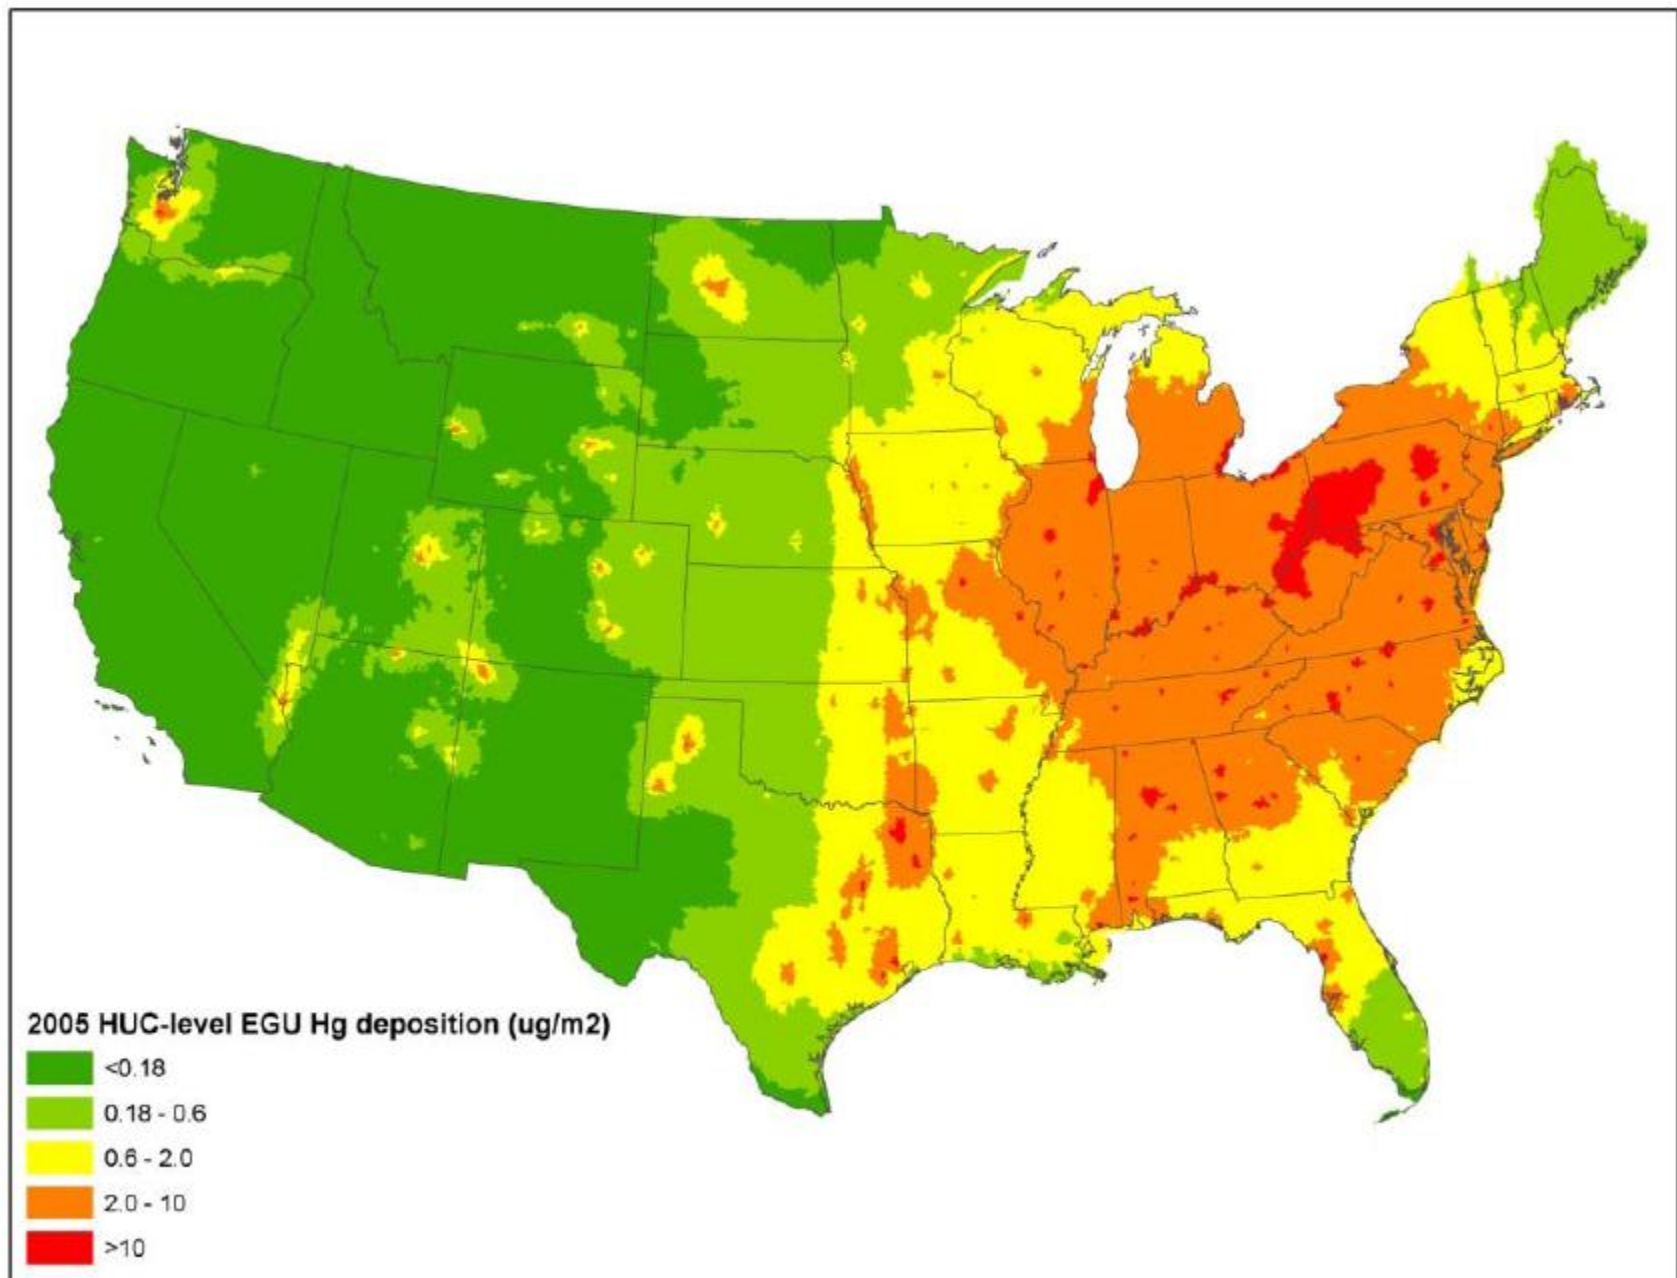 2005 HUC-level EGU Hg deposition (ug/m2)
<0.18
0.18 - 0.6
0.6 - 2.0
2.0 - 10
>10